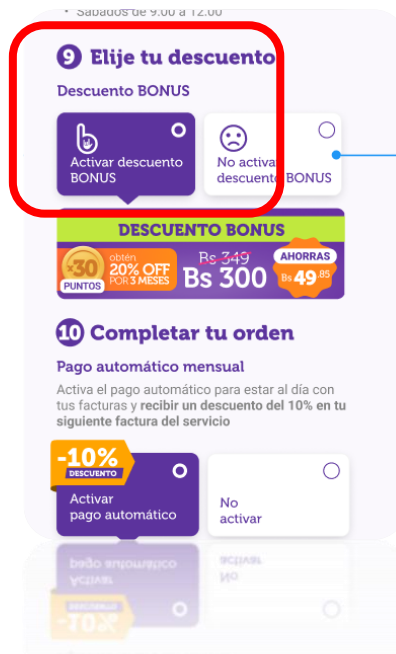 • Sábados de 9:00 a 12:00
9 Elije tu descuento
Descuento BONUS
Activar descuento
BONUS
No activar
descuento BONUS
DESCUENTO BONUS
x30
PUNTOS
obtén
20% OFF
POR 3 MESES
Bs 349
Bs 300
AHORRAS
Bs 49.85
10 Completar tu orden
Pago automático mensual
Activa el pago automático para estar al día con
tus facturas y recibir un descuento del 10% en tu
siguiente factura del servicio
-10%
DESCUENTO
Activar
pago automático
No
activar